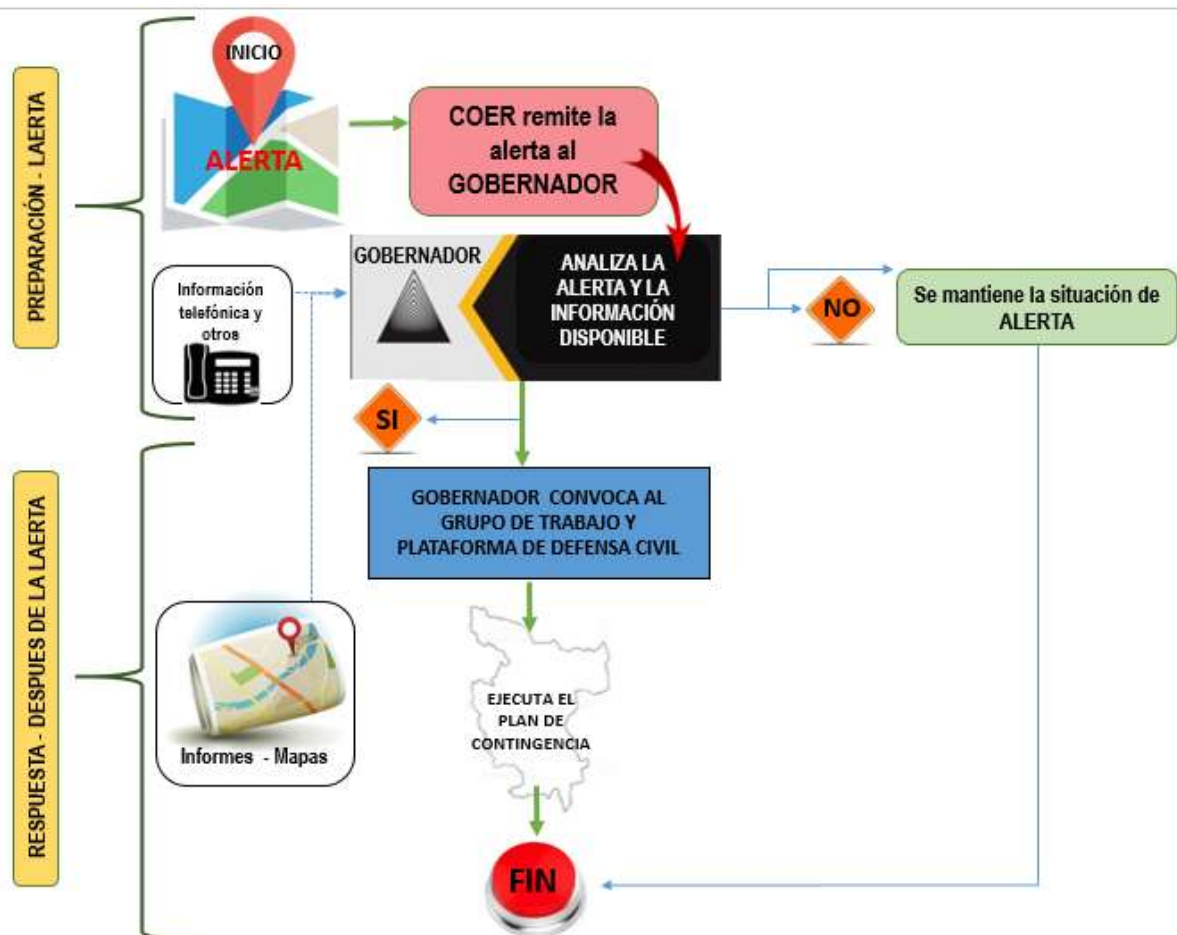 PREPARACIÓN - LAERTA
INICIO
ALERTA
COER remite la
alerta al
GOBERNADOR
Información
telefónica y
otros
GOBERNADOR
ANALIZA LA
ALERTA Y LA
INFORMACIÓN
DISPONIBLE
NO
Se mantiene la situación de
ALERTA
SI
RESPUESTA - DESPUES DE LA LAERTA
GOBERNADOR CONVOCA AL
GRUPO DE TRABAJO Y
PLATAFORMA DE DEFENSA CIVIL
Informes - Mapas
EJECUTA EL
PLAN DE
CONTINGENCIA
FIN